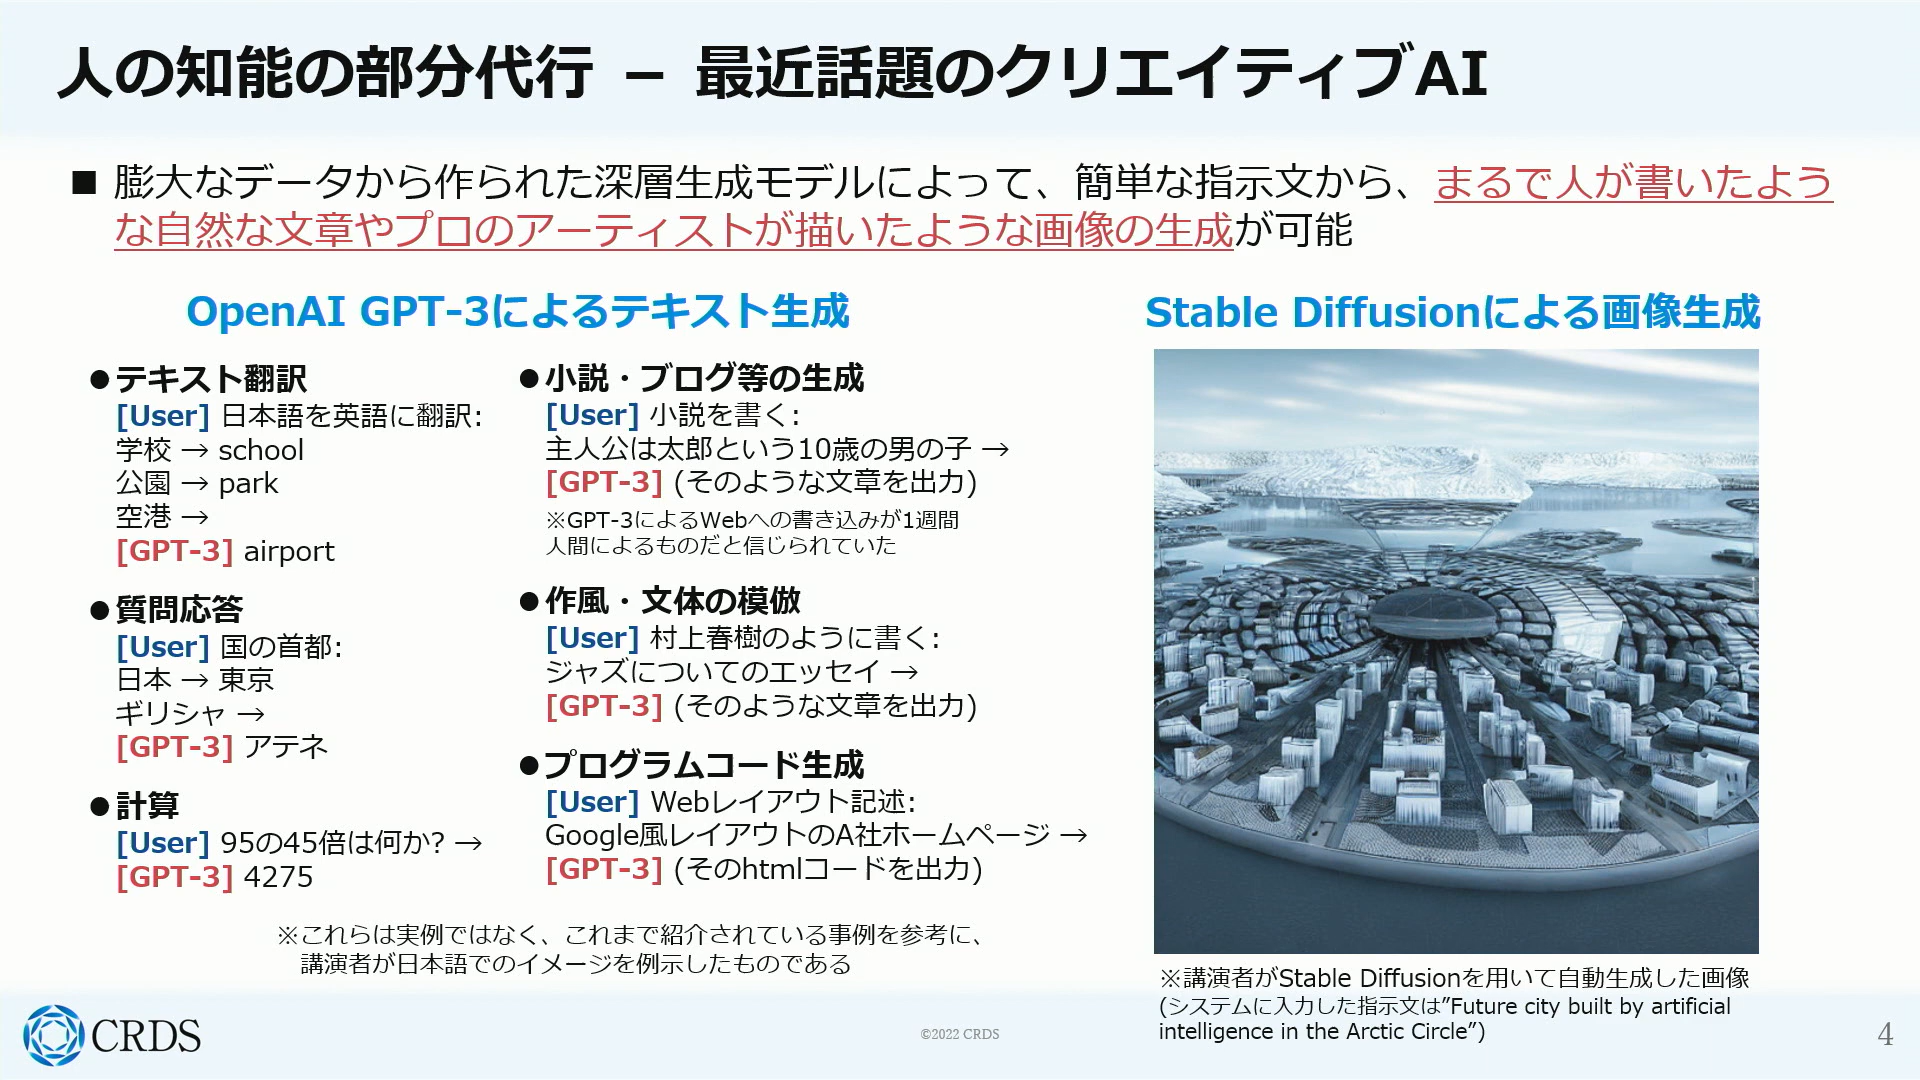 人の知能の部分代行 － 最近話題のクリエイティブAI
■ 膨大なデータから作られた深層生成モデルによって、簡単な指示文から、まるで人が書いたよう
な自然な文章やプロのアーティストが描いたような画像の生成が可能
OpenAI GPT-3によるテキスト生成
●テキスト翻訳
[User] 日本語を英語に翻訳:
学校 → school
公園 → park
空港 →
[GPT-3] airport
●質問応答
[User] 国の首都:
日本 → 東京
ギリシャ →
[GPT-3] アテネ
●計算
[User] 95の45倍は何か? →
[GPT-3] 4275
●小説・ブログ等の生成
[User] 小説を書く:
主人公は太郎という10歳の男の子 →
[GPT-3] (そのような文章を出力)
※GPT-3によるWebへの書き込みが1週間
人間によるものだと信じられていた
●作風・文体の模倣
[User] 村上春樹のように書く:
ジャズについてのエッセイ →
[GPT-3] (そのような文章を出力)
●プログラムコード生成
[User] Webレイアウト記述:
Google風レイアウトのA社ホームページ →
[GPT-3] (そのhtmlコードを出力)
※これらは実例ではなく、これまで紹介されている事例を参考に、
講演者が日本語でのイメージを例示したものである
Stable Diffusionによる画像生成
※講演者がStable Diffusionを用いて自動生成した画像
(システムに入力した指示文は”Future city built by artificial
intelligence in the Arctic Circle”)
CRDS
©2022 CRDS
4